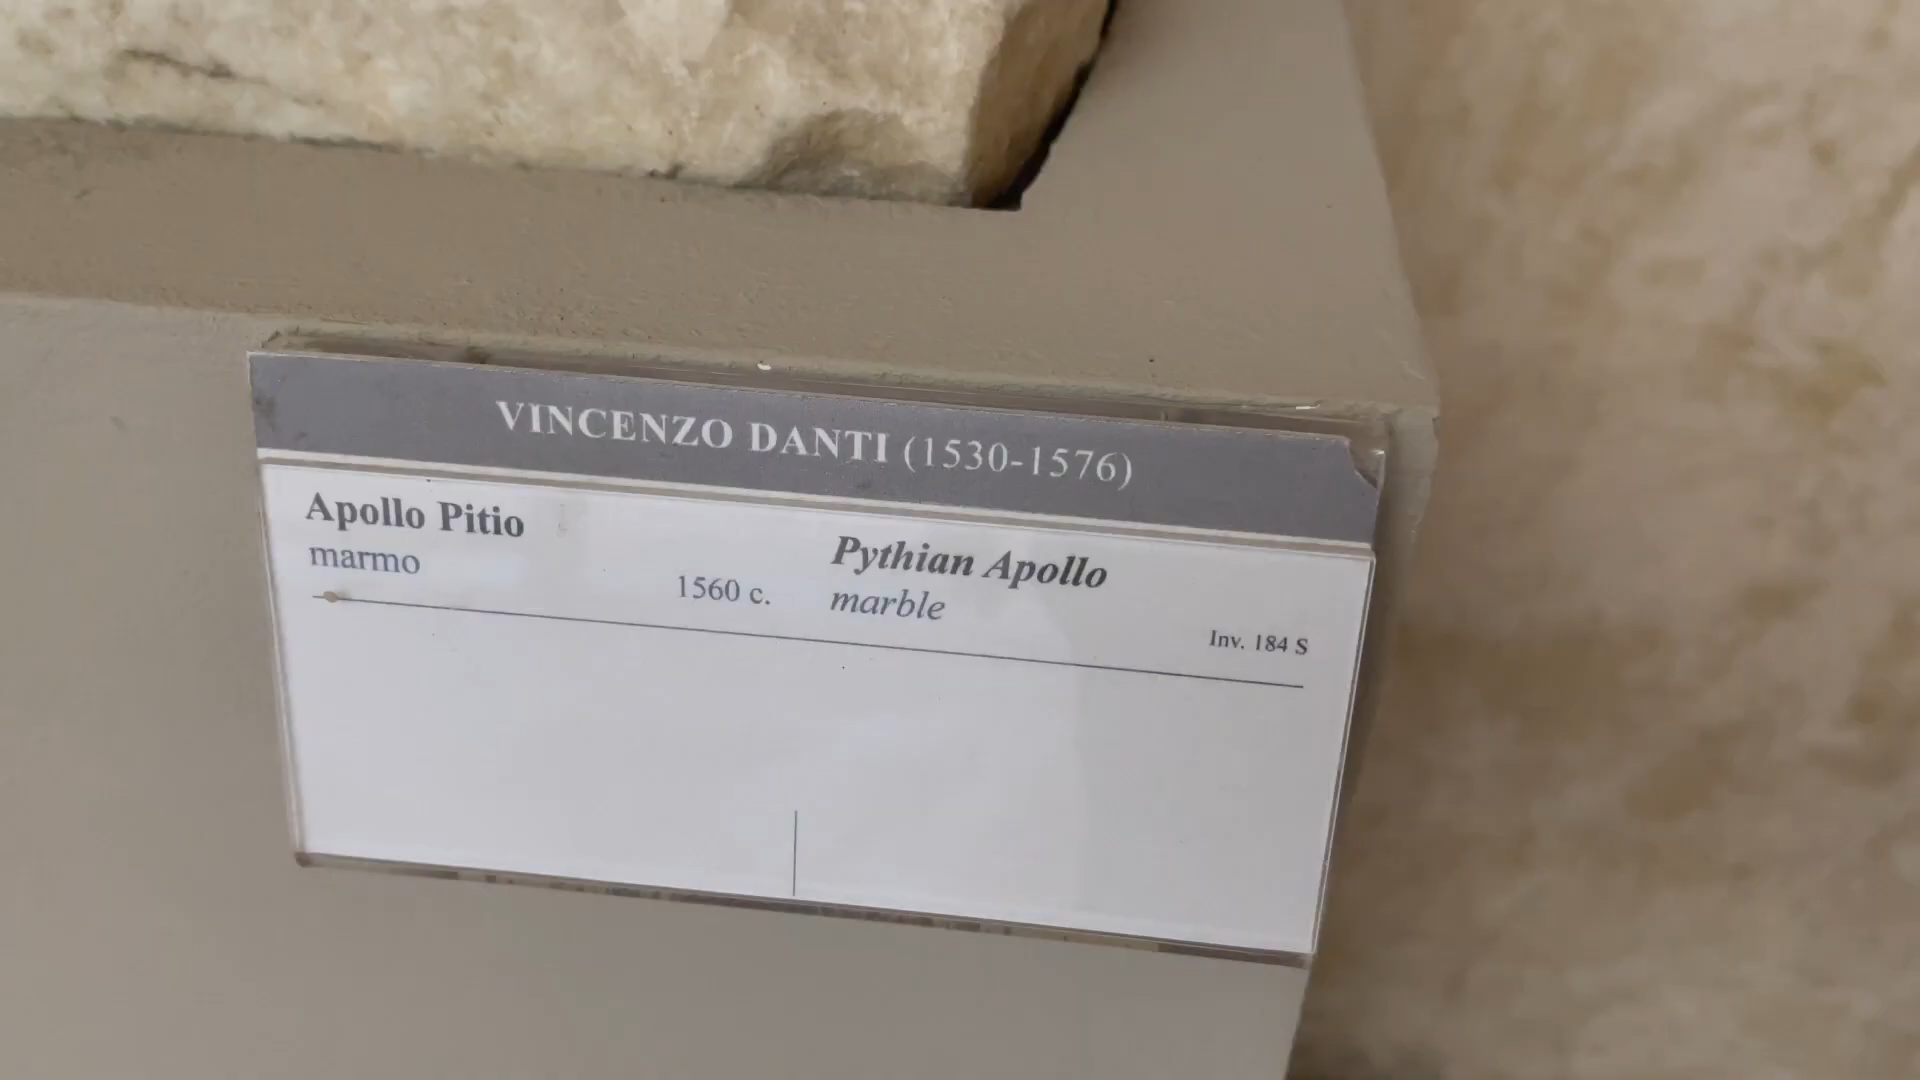 VINCENZO DANTI (1530-1576)
Apollo Pitio
marmo
1560 c.
Pythian Apollo
marble
Inv. 184 S